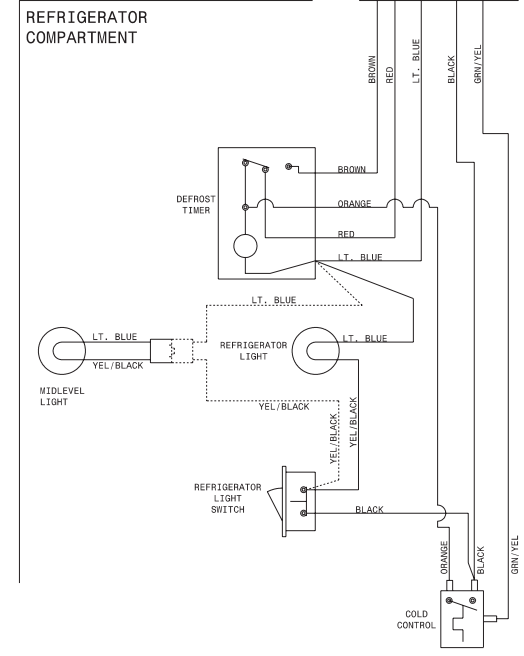 REFRIGERATOR
COMPARTMENT
BROWN
RED
LT. BLUE
BLACK
GRN/YEL
BROWN
DEFROST
TIMER
ORANGE
RED
LT. BLUE
LT. BLUE
LT. BLUE
YEL/BLACK
REFRIGERATOR
LIGHT
LT. BLUE
MIDLEVEL
LIGHT
YEL/BLACK
YEL/BLACK
YEL/BLACK
REFRIGERATOR
LIGHT
SWITCH
BLACK
ORANGE
BLACK
GRN/YEL
COLD
CONTROL